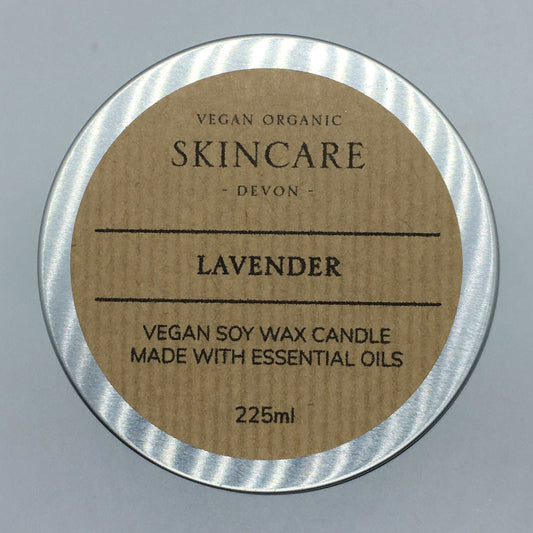 VEGAN ORGANIC
SKINCARE
- DEVON -
LAVENDER
VEGAN SOY WAX CANDLE
MADE WITH ESSENTIAL OILS
225ml